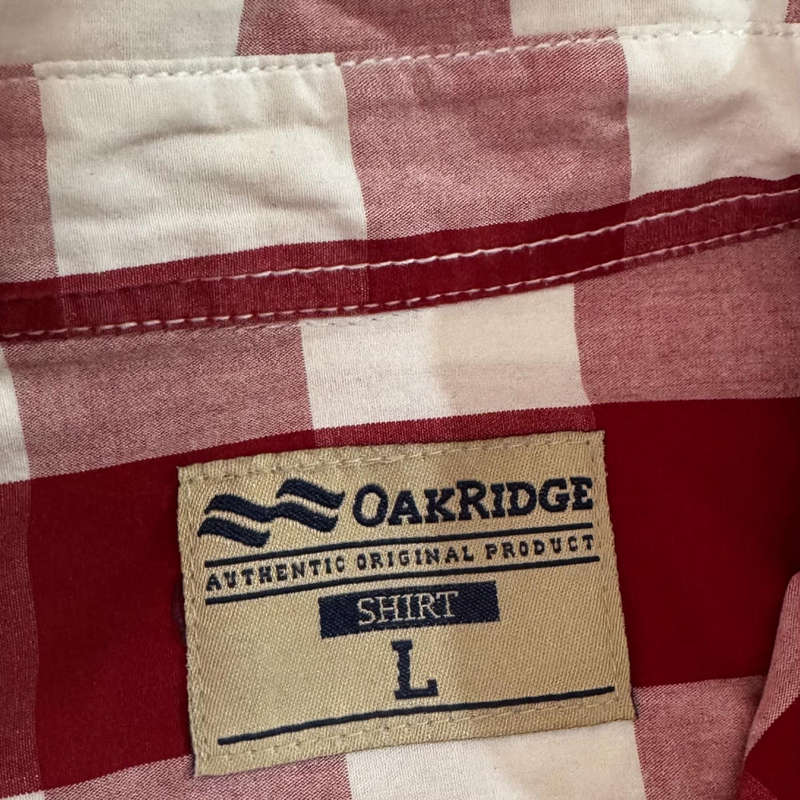 OAKRIDGE
AUTHENTIC ORIGINAL PRODUCT
SHIRT
L